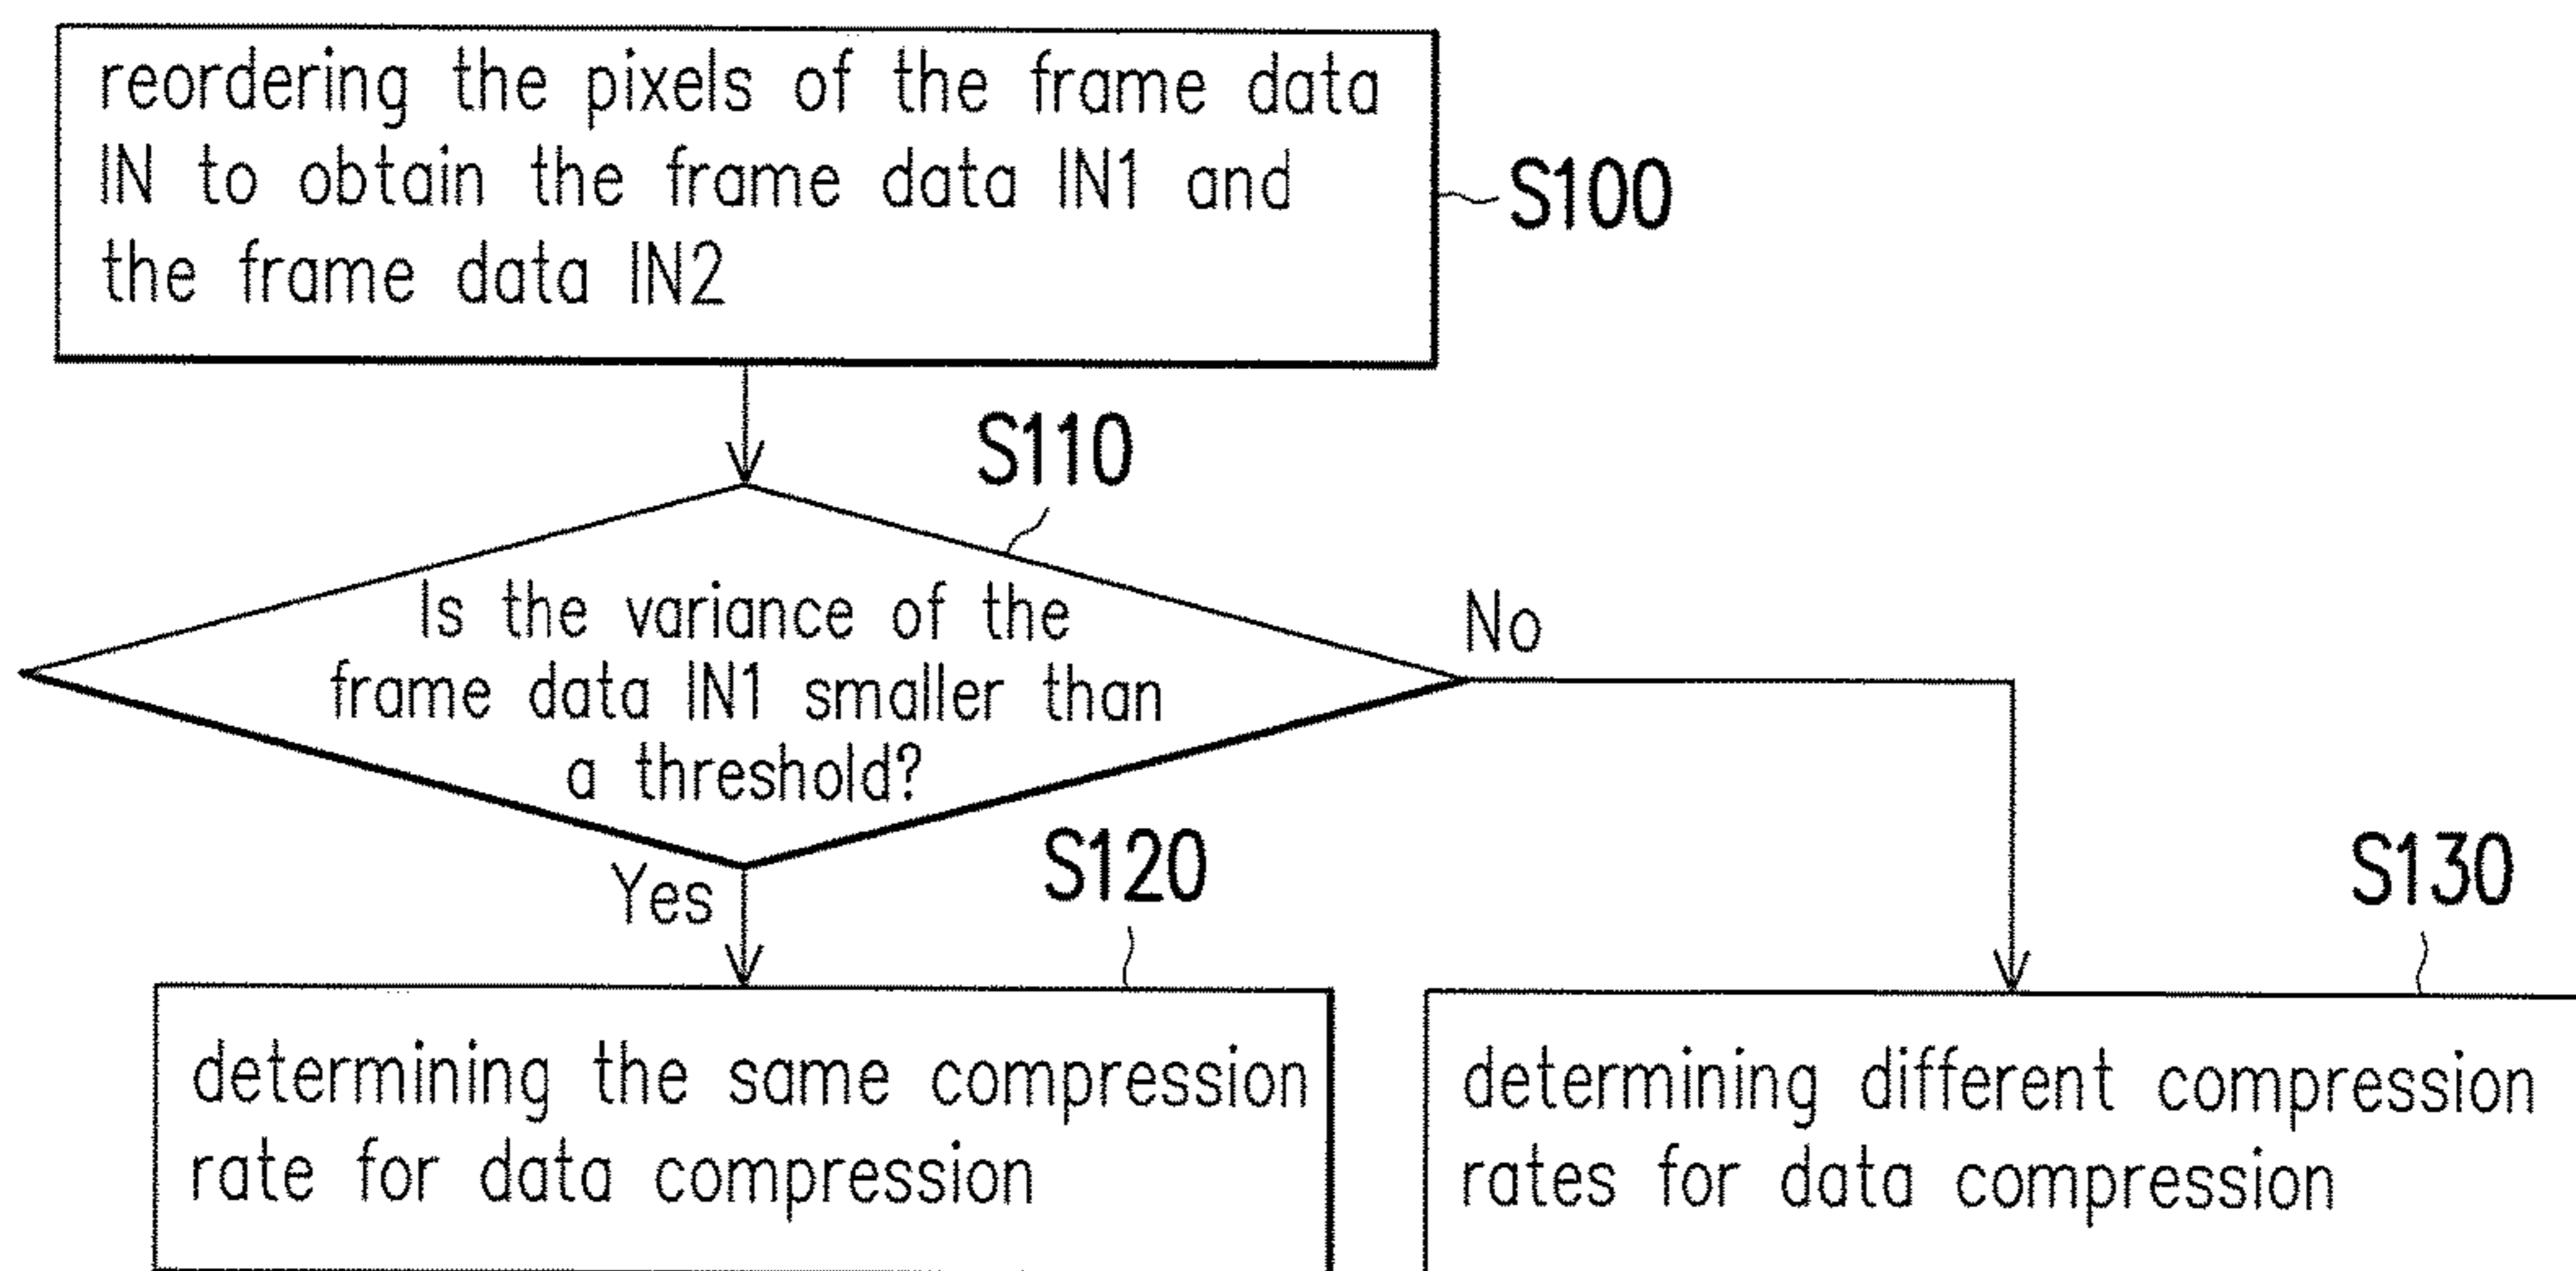 reordering the pixels of the frame data
IN to obtain the frame data IN1 and
the frame data IN2
S100
S110
Is the variance of the
frame data IN1 smaller than
a threshold?
No
Yes
S120
S130
determining the same compression
rate for data compression
determining different compression
rates for data compression